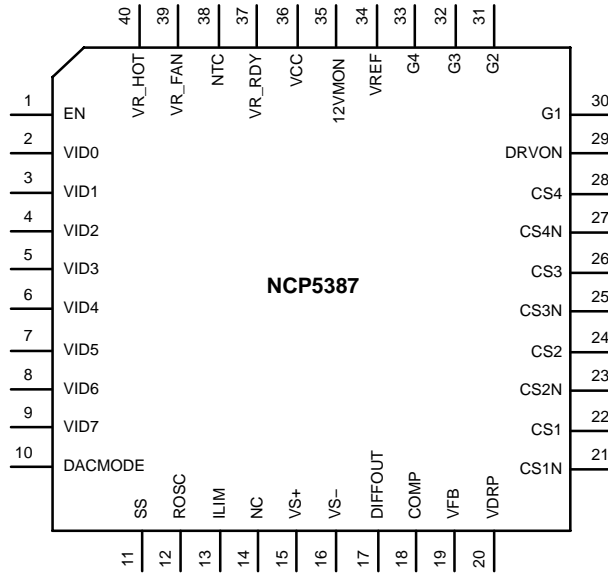 40 39 38 37 36 35 34 33 32 31
VR_HOT VR_FAN NTC VR_RDY VCC 12VMON VREF G4 G3 G2
1 EN G1 30
2 VID0 DRVON 29
3 VID1 CS4 28
4 VID2 CS4N 27
5 VID3 CS3 26
NCP5387
6 VID4 CS3N 25
7 VID5 CS2 24
8 VID6 CS2N 23
9 VID7 CS1 22
10 DACMODE CS1N 21
SS ROSC ILIM NC VS+ VS− DIFFOUT COMP VFB VDRP
11 12 13 14 15 16 17 18 19 20